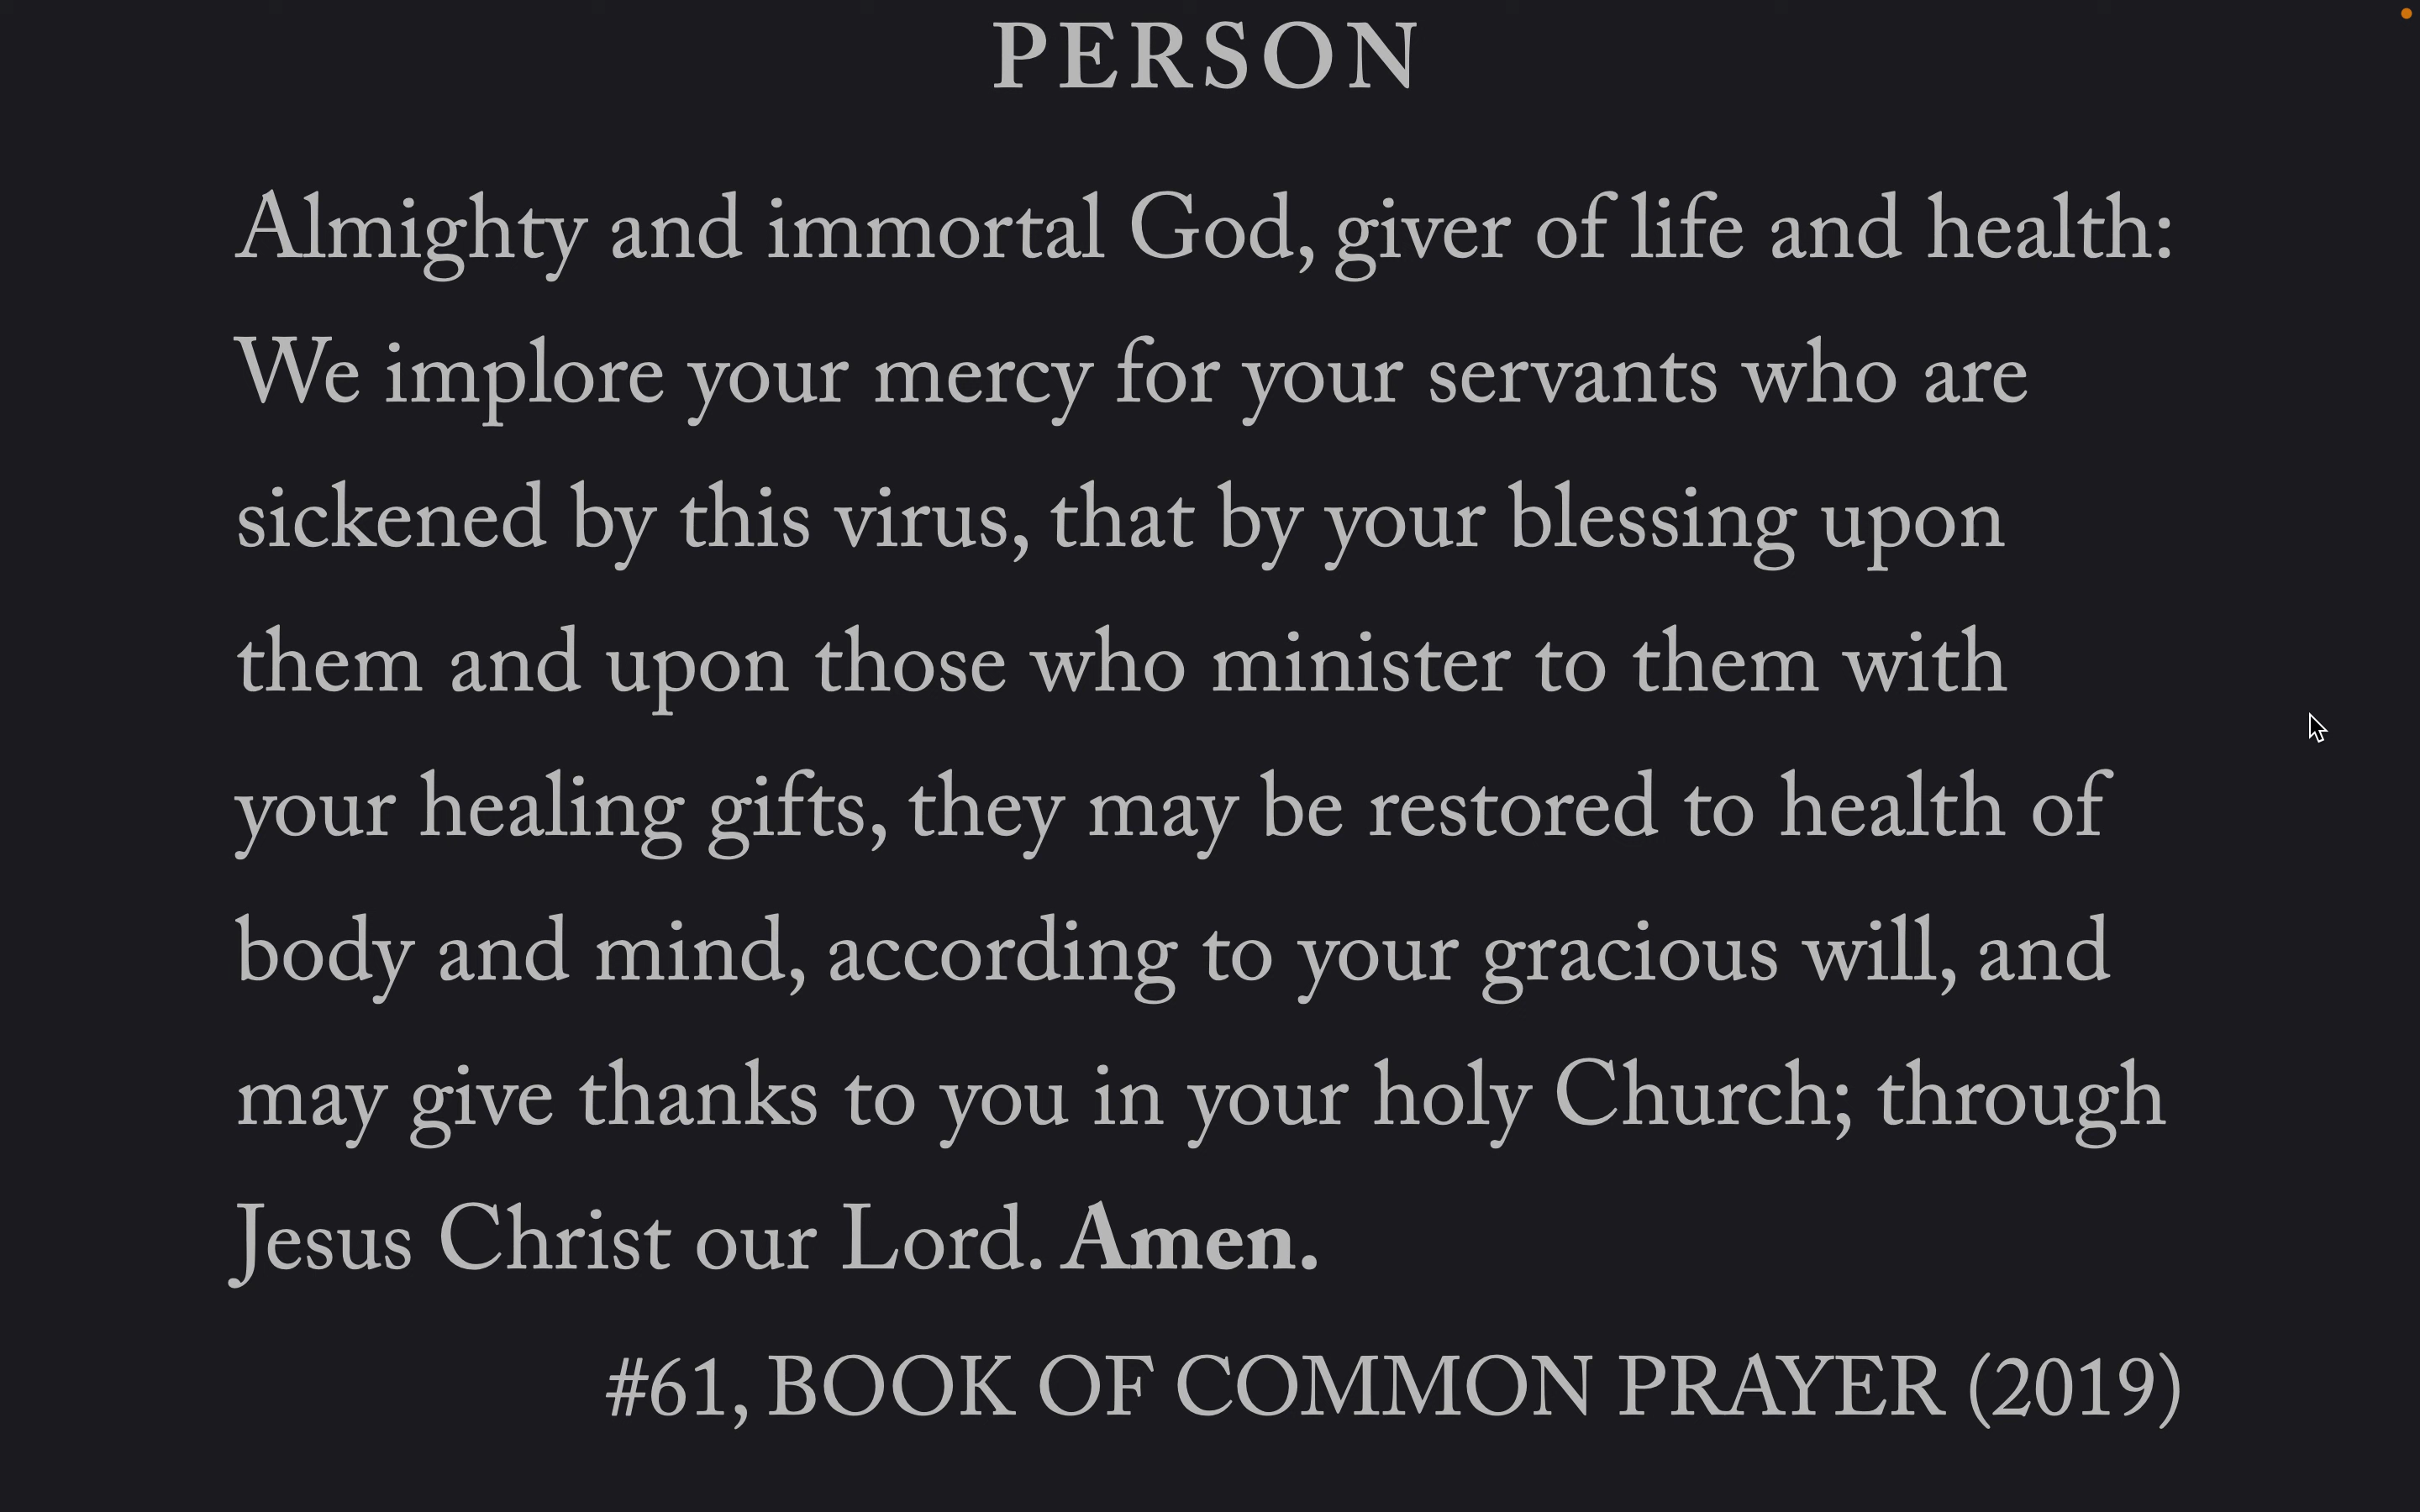 PERSON
Almighty and immortal God, giver of life and health:
We implore your mercy for your servants who are
sickened by this virus, that by your blessing upon
them and upon those who minister to them with
your healing gifts, they may be restored to health of
body and mind, according to your gracious will, and
may give thanks to you in your holy Church; through
Jesus Christ our Lord. Amen.
#61, BOOK OF COMMON PRAYER (2019)